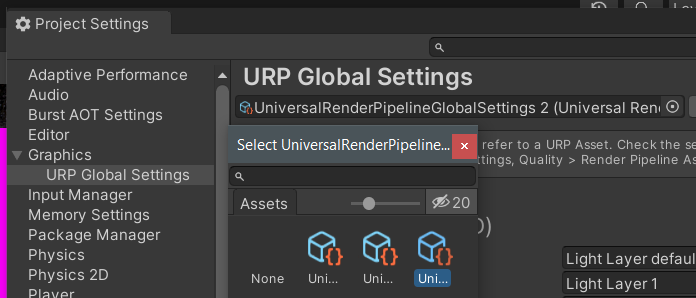 Project Settings
Adaptive Performance
Audio
Burst AOT Settings
Editor
Graphics
URP Global Settings
Input Manager
Memory Settings
Package Manager
Physics
Physics 2D
Player
URP Global Settings
UniversalRenderPipelineGlobalSettings 2 (Universal Ren
refer to a URP Asset. Check the se
ttings, Quality > Render Pipeline As
Select UniversalRenderPipeline...
Assets
20
None
Uni...
Uni...
Uni...
Light Layer default
Light Layer 1